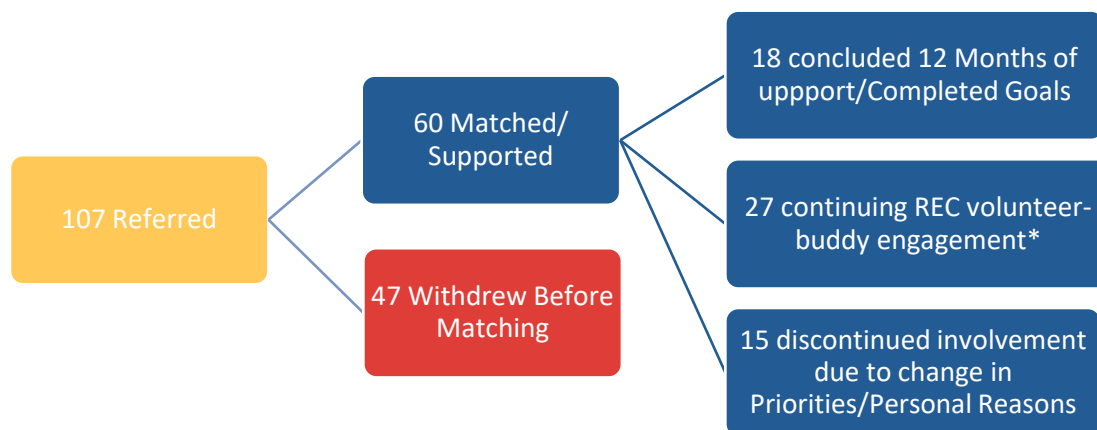 107 Referred
60 Matched/
Supported
47 Withdrew Before
Matching
18 concluded 12 Months of
uppport/Completed Goals
27 continuing REC volunteer-
buddy engagement*
15 discontinued involvement
due to change in
Priorities/Personal Reasons